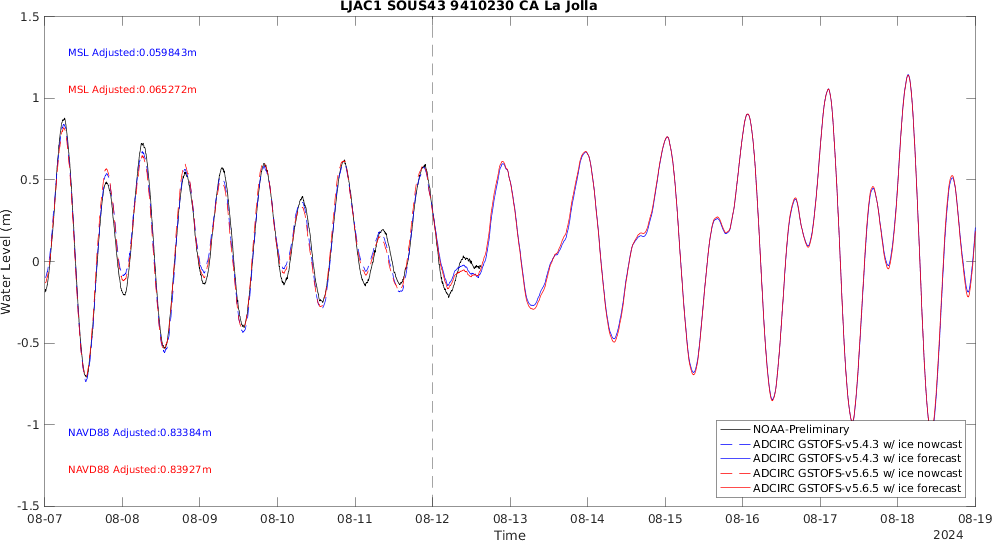 LJAC1 SOUS43 9410230 CA La Jolla
1.5
MSL Adjusted:0.059843m
1
MSL Adjusted:0.065272m
0.5
Water Level (m)
0
-0.5
-1
NAVD88 Adjusted:0.83384m
NAVD88 Adjusted:0.83927m
NOAA-Preliminary
ADCIRC GSTOFS-v5.4.3 w/ ice nowcast
ADCIRC GSTOFS-v5.4.3 w/ ice forecast
ADCIRC GSTOFS-v5.6.5 w/ ice nowcast
ADCIRC GSTOFS-v5.6.5 w/ ice forecast
-1.5
08-07 08-08 08-09 08-10 08-11 08-12 08-13 08-14 08-15 08-16 08-17 08-18 08-19
Time
2024